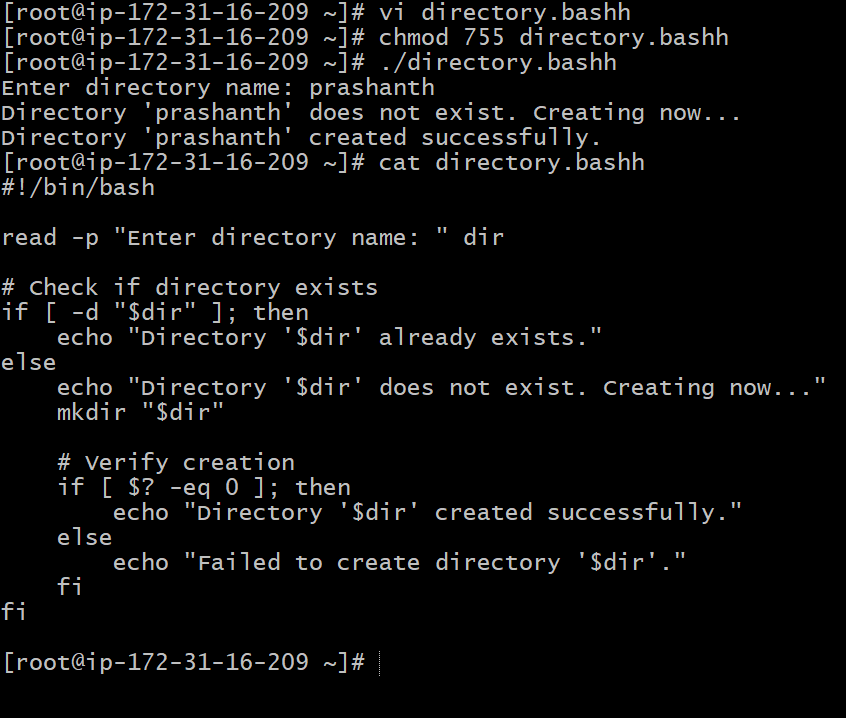 [root@ip-172-31-16-209 ~]# vi directory.bashh
[root@ip-172-31-16-209 ~]# chmod 755 directory.bashh
[root@ip-172-31-16-209 ~]# ./directory.bashh
Enter directory name: prashanth
Directory 'prashanth' does not exist. Creating now...
Directory 'prashanth' created successfully.
[root@ip-172-31-16-209 ~]# cat directory.bashh
#!/bin/bash

read -p "Enter directory name: " dir

# Check if directory exists
if [ -d "$dir" ]; then
    echo "Directory '$dir' already exists."
else
    echo "Directory '$dir' does not exist. Creating now..."
    mkdir "$dir"

    # Verify creation
    if [ $? -eq 0 ]; then
        echo "Directory '$dir' created successfully."
    else
        echo "Failed to create directory '$dir'."
    fi
fi

[root@ip-172-31-16-209 ~]#